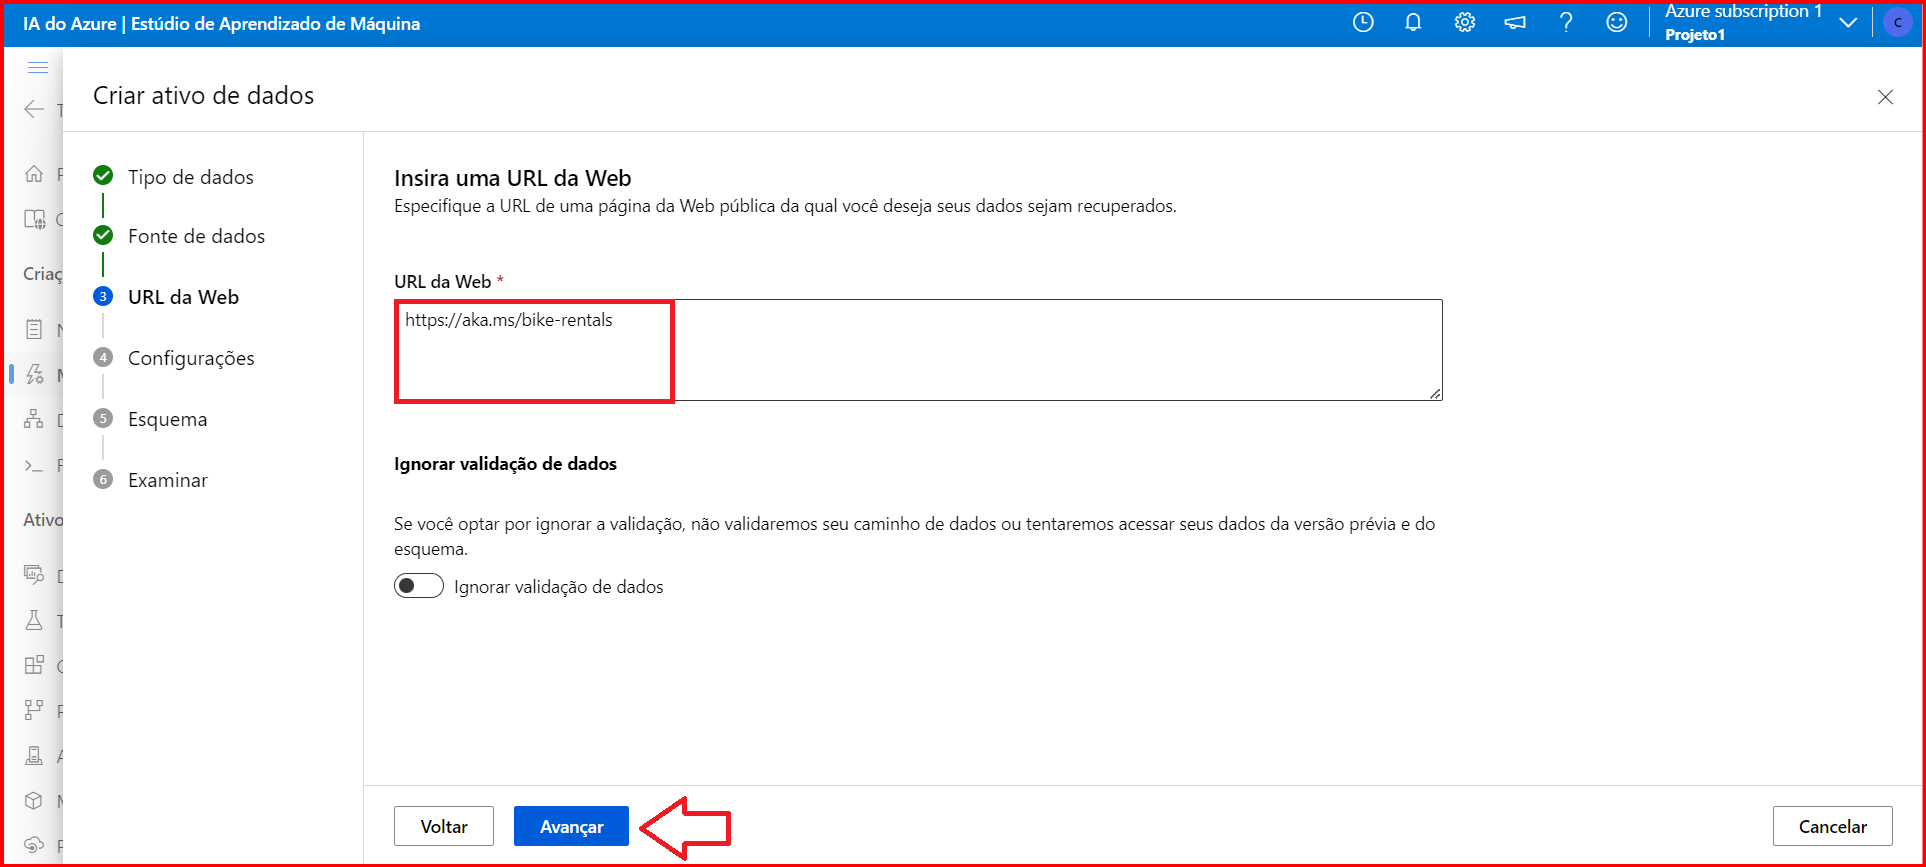 IA do Azure | Estúdio de Aprendizado de Máquina
Azure subscription 1
Projeto1
C
Criar ativo de dados
Tipo de dados
Fonte de dados
3 URL da Web
4 Configurações
5 Esquema
6 Examinar
Criaç
Ativo
Insira uma URL da Web
Especifique a URL de uma página da Web pública da qual você deseja seus dados sejam recuperados.
URL da Web *
https://aka.ms/bike-rentals
Ignorar validação de dados
Se você optar por ignorar a validação, não validaremos seu caminho de dados ou tentaremos acessar seus dados da versão prévia e do
esquema.
Ignorar validação de dados
Voltar
Avançar
Cancelar